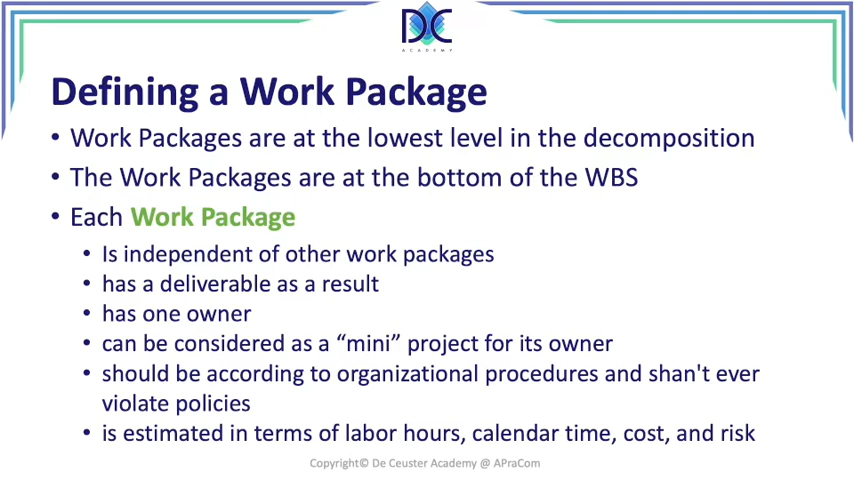 DC
ACADEMY
Defining a Work Package
• Work Packages are at the lowest level in the decomposition
• The Work Packages are at the bottom of the WBS
• Each Work Package
• Is independent of other work packages
• has a deliverable as a result
• has one owner
• can be considered as a “mini” project for its owner
• should be according to organizational procedures and shan't ever
violate policies
• is estimated in terms of labor hours, calendar time, cost, and risk
Copyright© De Ceuster Academy @ APraCom